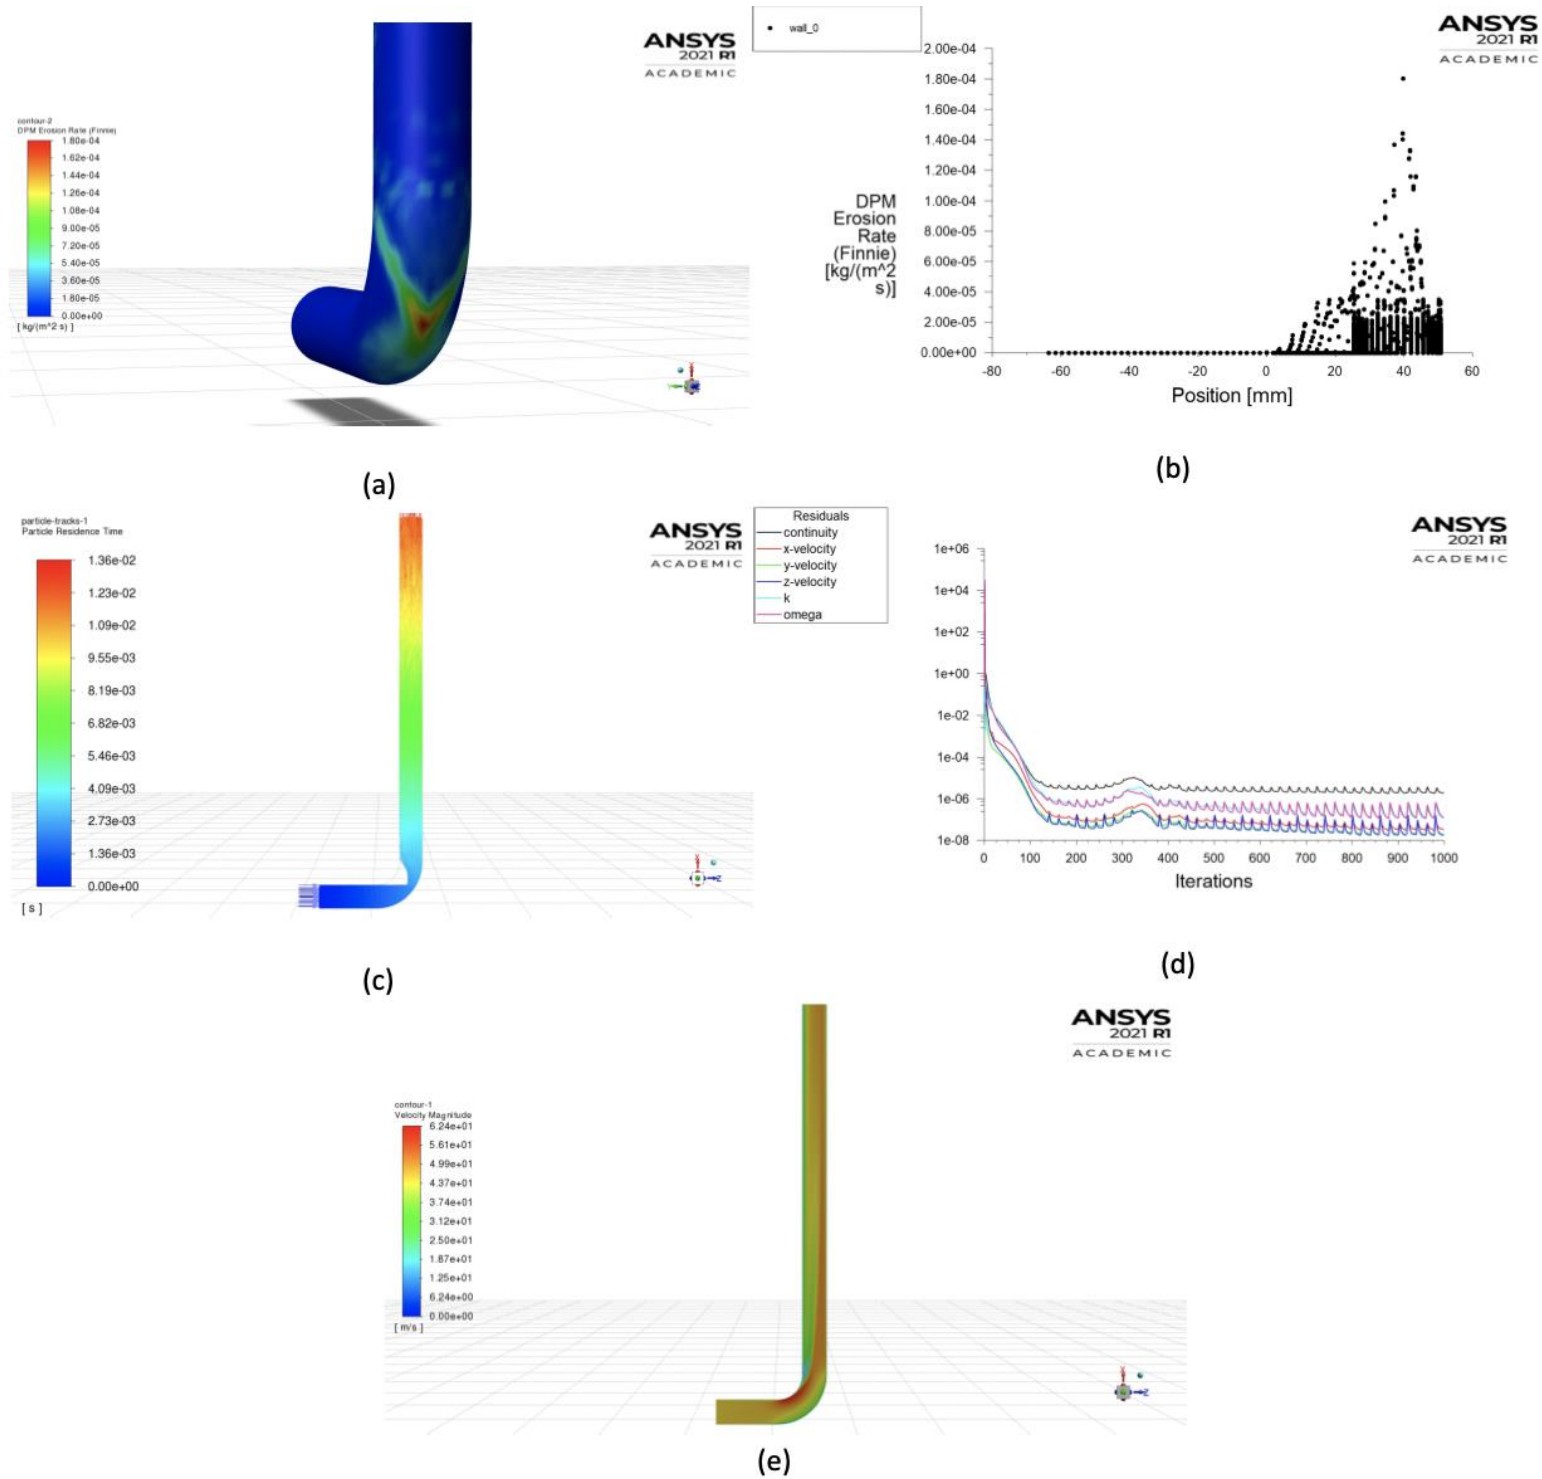 contour-2
DPM Erosion Rate (Finnie)
1.80e-04
1.62e-04
1.44e-04
1.26e-04
1.08e-04
9.00e-05
7.20e-05
5.40e-05
3.60e-05
1.80e-05
0.00e+00
[ kg/(m^2 s) ]
ANSYS
2021 R1
ACADEMIC
(a)
wall_0
ANSYS
2021 R1
ACADEMIC
2.00e-04
1.80e-04
1.60e-04
1.40e-04
1.20e-04
1.00e-04
8.00e-05
6.00e-05
4.00e-05
2.00e-05
0.00e+00
DPM
Erosion
Rate
(Finnie)
[kg/(m^2
s)]
-80 -60 -40 -20 0 20 40 60
Position [mm]
(b)
particle-tracks-1
Particle Residence Time
1.36e-02
1.23e-02
1.09e-02
9.55e-03
8.19e-03
6.82e-03
5.46e-03
4.09e-03
2.73e-03
1.36e-03
0.00e+00
[ s ]
ANSYS
2021 R1
ACADEMIC
(c)
Residuals
continuity
x-velocity
y-velocity
z-velocity
k
omega
ANSYS
2021 R1
ACADEMIC
1e+06
1e+04
1e+02
1e+00
1e-02
1e-04
1e-06
1e-08
0 100 200 300 400 500 600 700 800 900 1000
Iterations
(d)
contour-1
Velocity Magnitude
6.24e+01
5.61e+01
4.99e+01
4.37e+01
3.74e+01
3.12e+01
2.50e+01
1.87e+01
1.25e+01
6.24e+00
0.00e+00
[ m/s ]
ANSYS
2021 R1
ACADEMIC
(e)